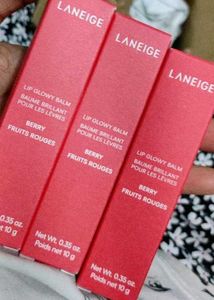 LANEIGE
LIP GLOWY BALM
BAUME BRILLANT
POUR LES LÈVRES
BERRY
FRUITS ROUGES
Net Wt. 0.35 oz.
Poids net 10 g
LANEIGE
LIP GLOWY BALM
BAUME BRILLANT
POUR LES LÈVRES
BERRY
FRUITS ROUGES
Net Wt. 0.35 oz.
Poids net 10 g
LANEIGE
LIP GLOWY BALM
BAUME BRILLANT
POUR LES LÈVRES
BERRY
FRUITS ROUGES
Net Wt. 0.35 oz.
Poids net 10 g